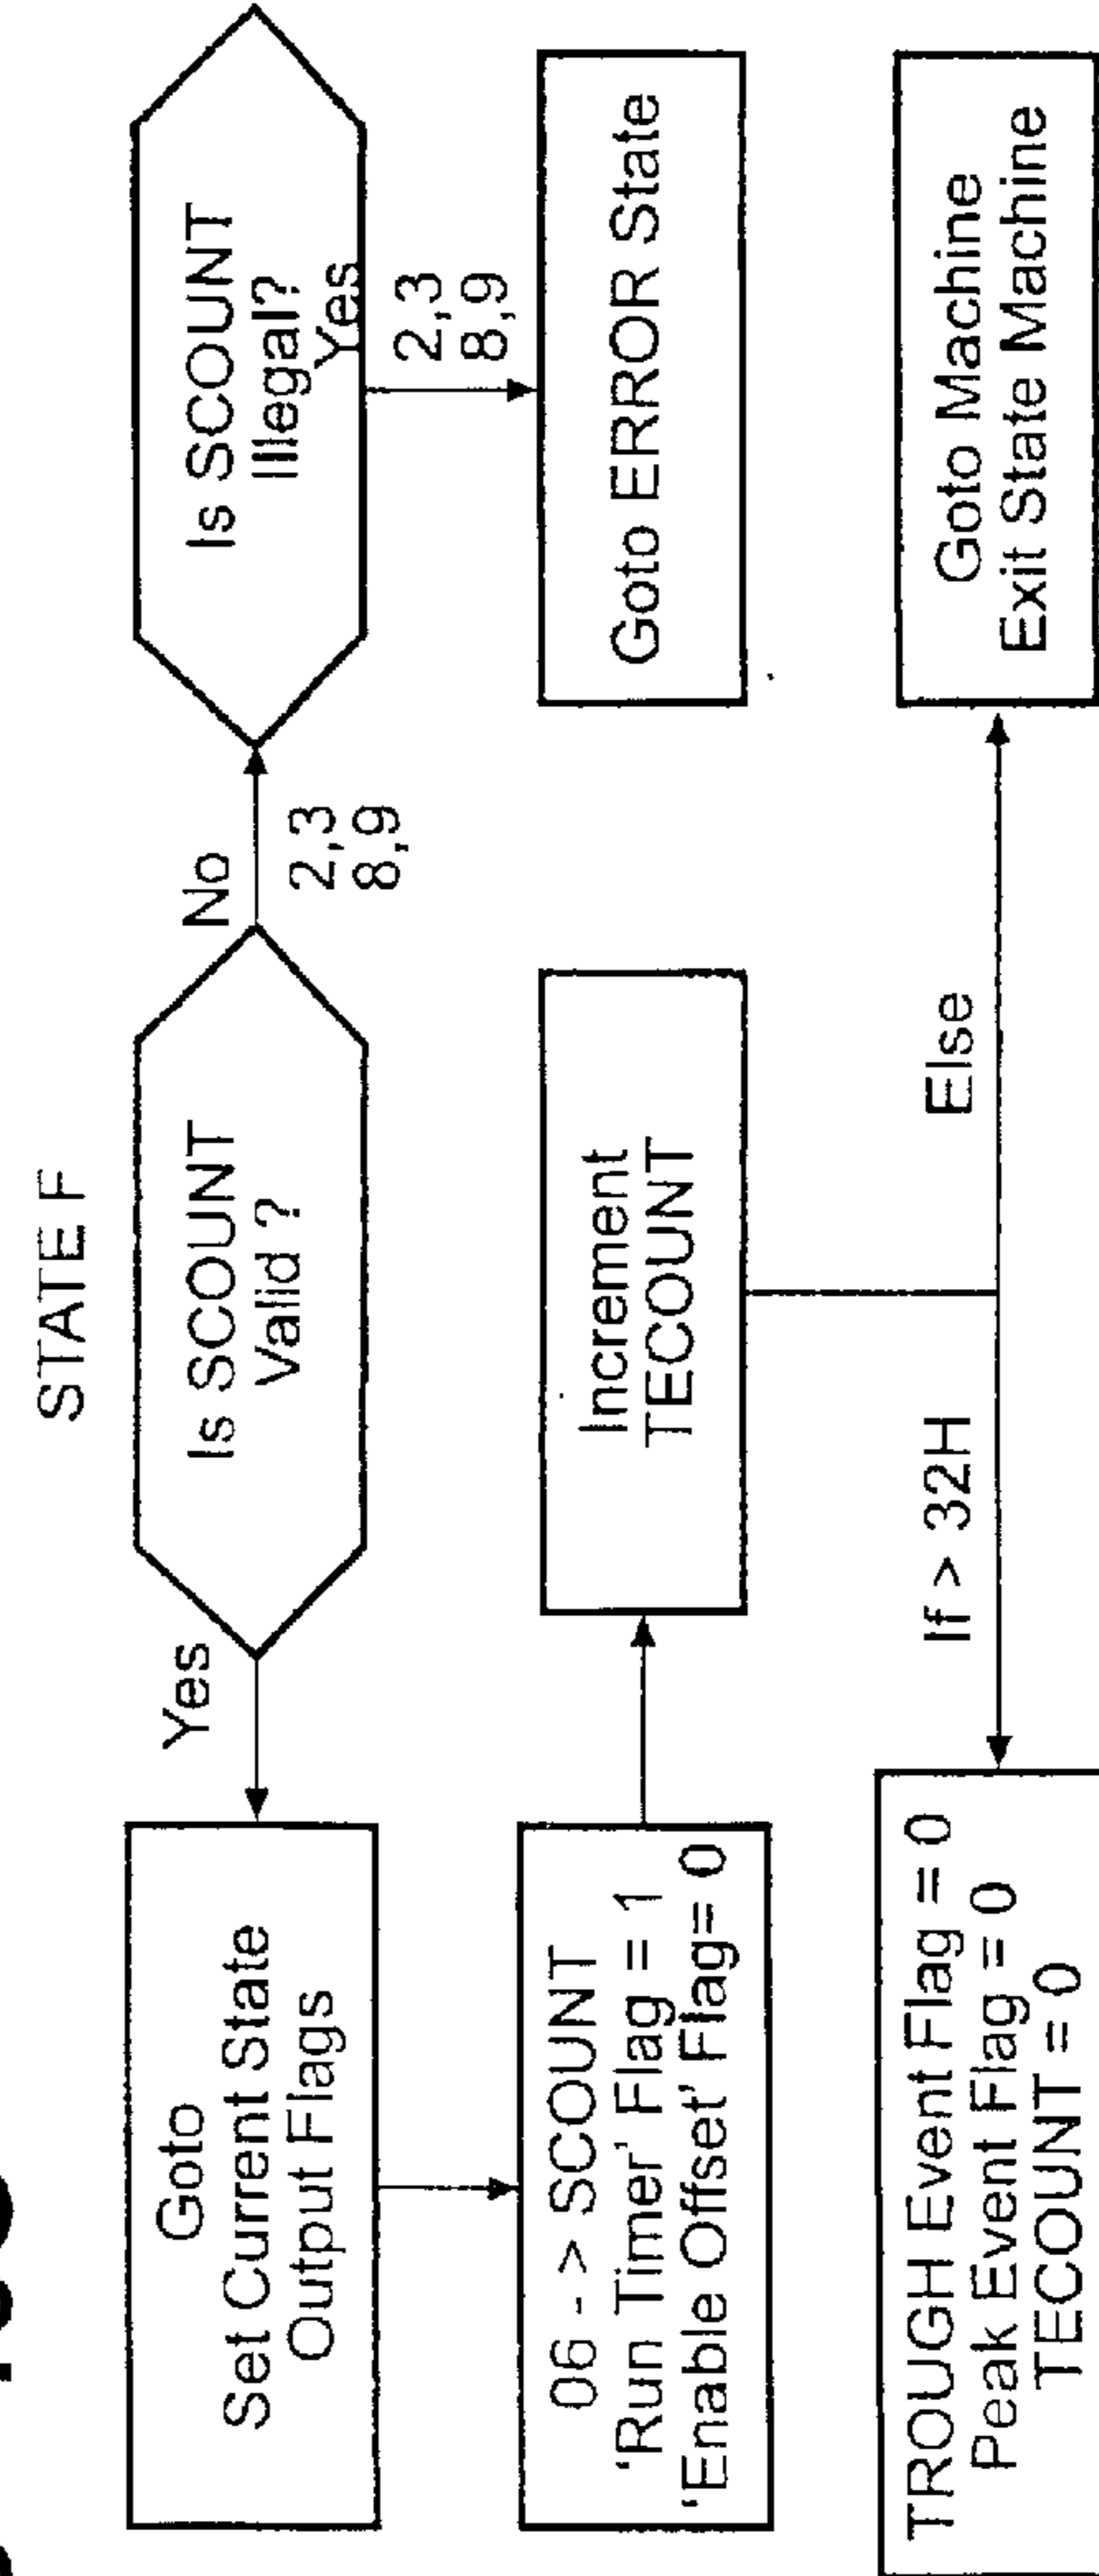 STATE F
Is SCOUNT
Valid ?
Yes
No
2,3
8,9
Is SCOUNT
Illegal?
Yes
2,3
8,9
Goto ERROR State
Goto
Set Current State
Output Flags
06 - > SCOUNT
'Run Timer' Flag = 1
'Enable Offset' Flag= 0
Increment
TECOUNT
If > 32H
Else
TROUGH Event Flag = 0
Peak Event Flag = 0
TECOUNT = 0
Goto Machine
Exit State Machine